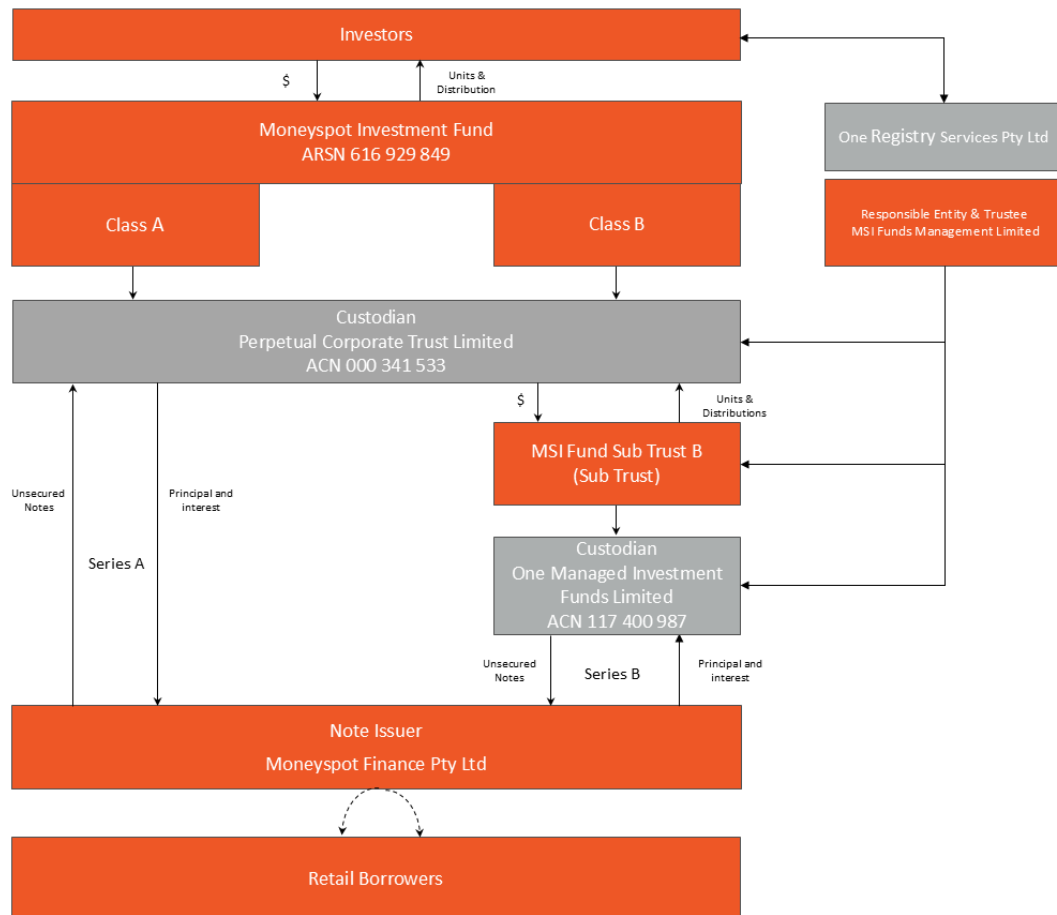 Investors
$
Units &
Distribution
Moneyspot Investment Fund
ARSN 616 929 849
One Registry Services Pty Ltd
Class A
Class B
Responsible Entity & Trustee
MSI Funds Management Limited
Custodian
Perpetual Corporate Trust Limited
ACN 000 341 533
$
Units &
Distributions
MSI Fund Sub Trust B
(Sub Trust)
Unsecured
Notes
Principal and
interest
Series A
Custodian
One Managed Investment
Funds Limited
ACN 117 400 987
Unsecured
Notes
Series B
Principal and
interest
Note Issuer
Moneyspot Finance Pty Ltd
Retail Borrowers